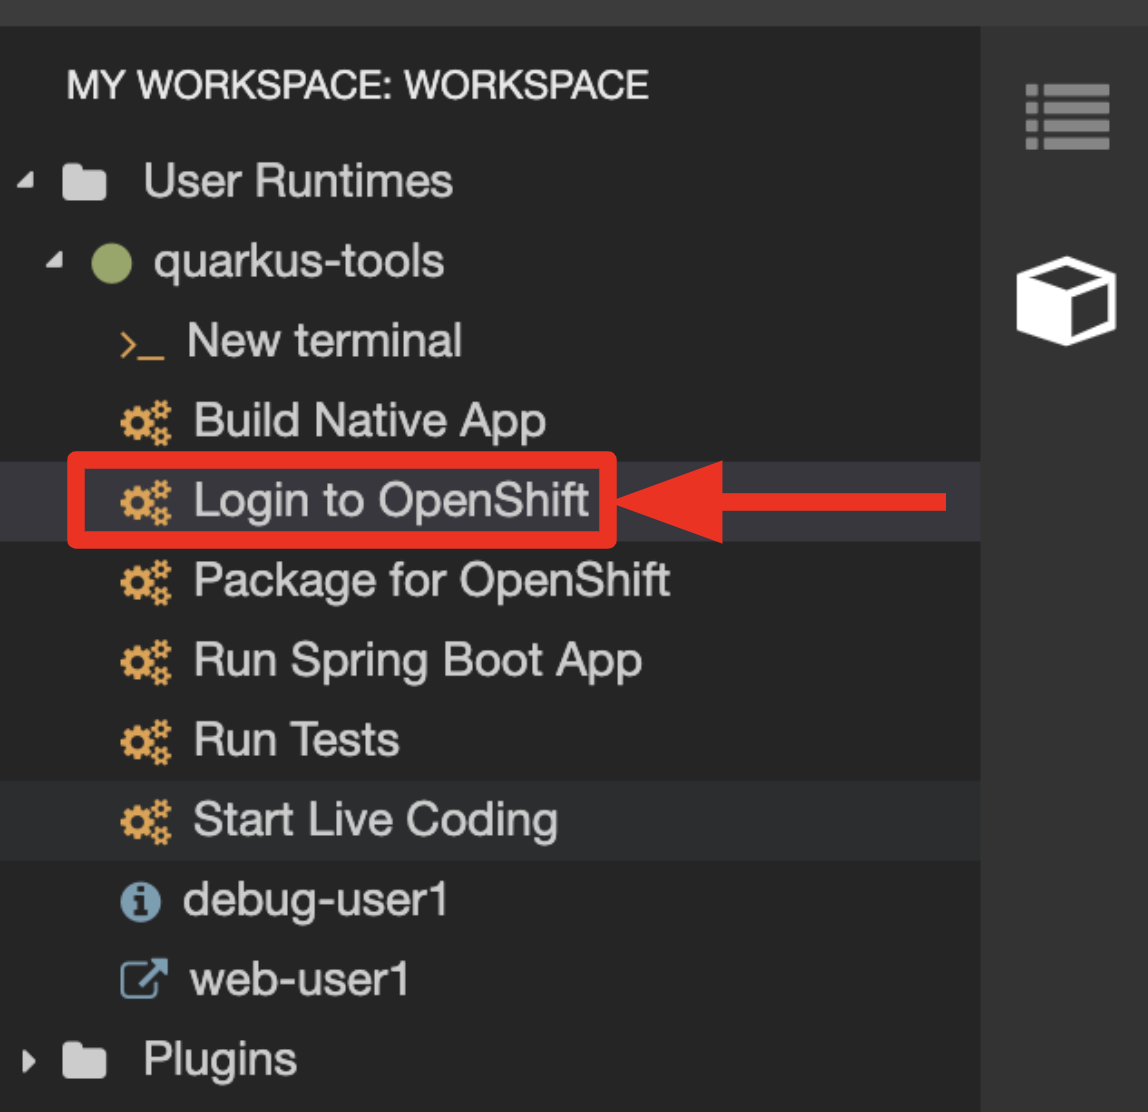 MY WORKSPACE: WORKSPACE
User Runtimes
quarkus-tools
New terminal
Build Native App
Login to OpenShift
Package for OpenShift
Run Spring Boot App
Run Tests
Start Live Coding
debug-user1
web-user1
Plugins